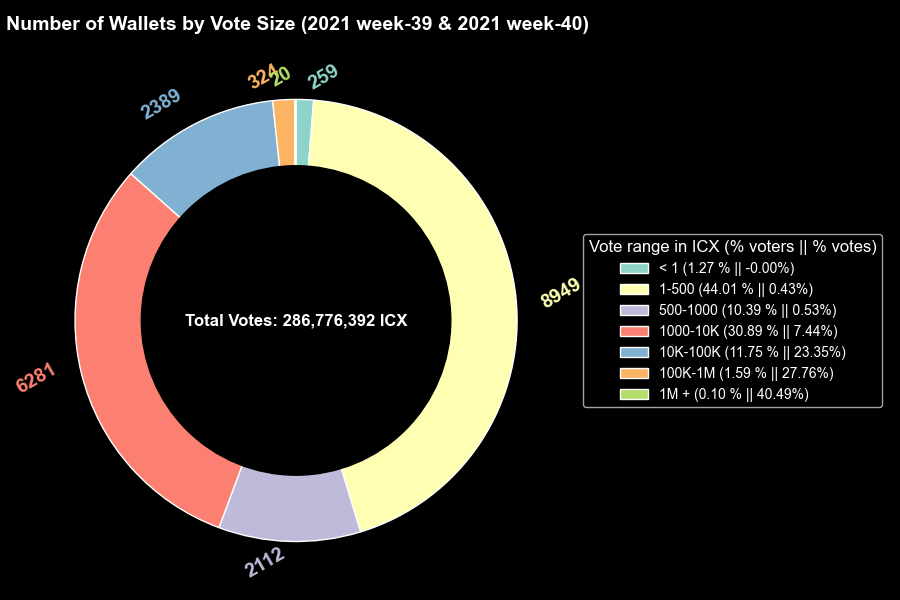 Number of Wallets by Vote Size (2021 week-39 & 2021 week-40)
324
20
259
2389
8949
6281
2112
Total Votes: 286,776,392 ICX
Vote range in ICX (% voters || % votes)
< 1 (1.27 % || -0.00%)
1-500 (44.01 % || 0.43%)
500-1000 (10.39 % || 0.53%)
1000-10K (30.89 % || 7.44%)
10K-100K (11.75 % || 23.35%)
100K-1M (1.59 % || 27.76%)
1M + (0.10 % || 40.49%)